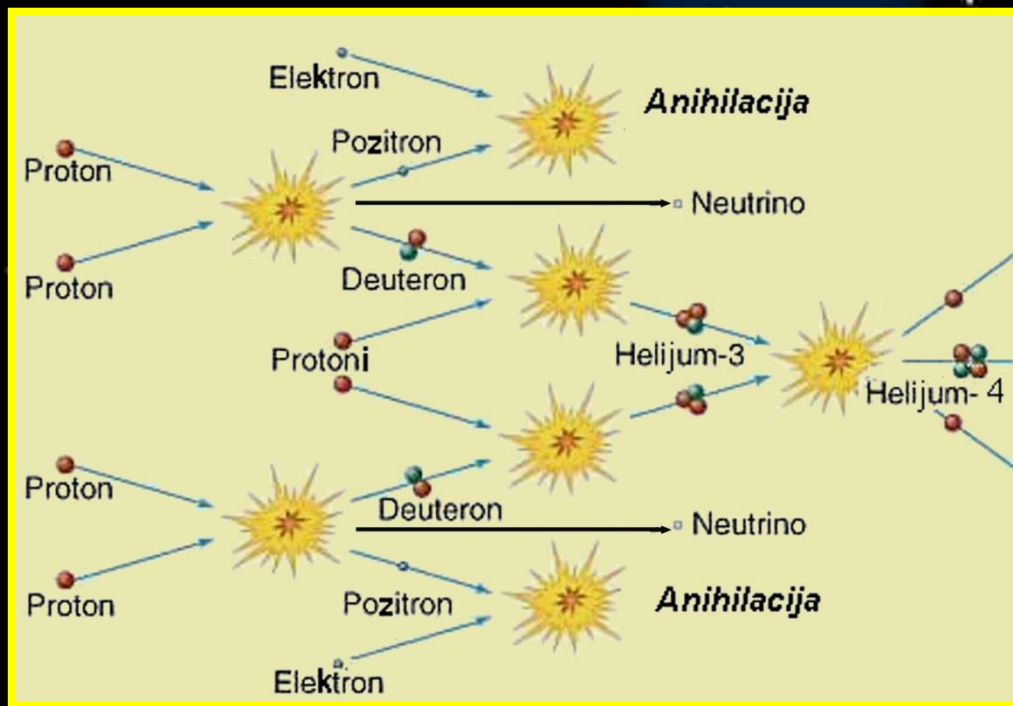 Elektron
Anihilacija
Pozitron
Proton
Neutrino
Proton
Deuteron
Protoni
Helijum-3
Helijum- 4
Proton
Deuteron
Neutrino
Proton
Pozitron
Anihilacija
Elektron